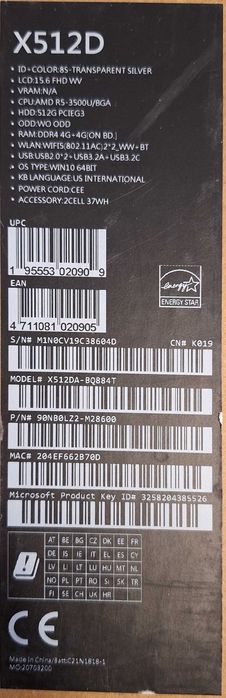 X512D
• ID+COLOR:8S-TRANSPARENT SILVER
• LCD:15.6 FHD WV
• VRAM:N/A
• CPU:AMD R5-3500U/BGA
• HDD:512G PCIEG3
• ODD:WO ODD
• RAM:DDR4 4G+4G(ON BD.)
• WLAN:WIFI5(802.11AC)2*2_WW+BT
• USB:USB2.0*2+USB3.2A+USB3.2C
• OS TYPE:WIN10 64BIT
• KB LANGUAGE:US INTERNATIONAL
• POWER CORD:CEE
• ACCESSORY:2CELL 37WH
UPC
1 95553 02090 9
EAN
4 711081 020905
energy
ENERGY STAR
S/N# M1N0CV19C38604D CN# K019
MODEL# X512DA-BQ884T
P/N# 90NB0LZ2-M28600
MAC# 204EF662B70D
Microsoft Product Key ID# 3258204385526
AT BE BG CZ DK EE FR
DE IS IE IT EL ES CY
LV LI LT LU HU MT NL
NO PL PT RO SI SK TR
FI SE CH UK HR
CE
Made in China/Batt:C21N1818-1
MO:20703200